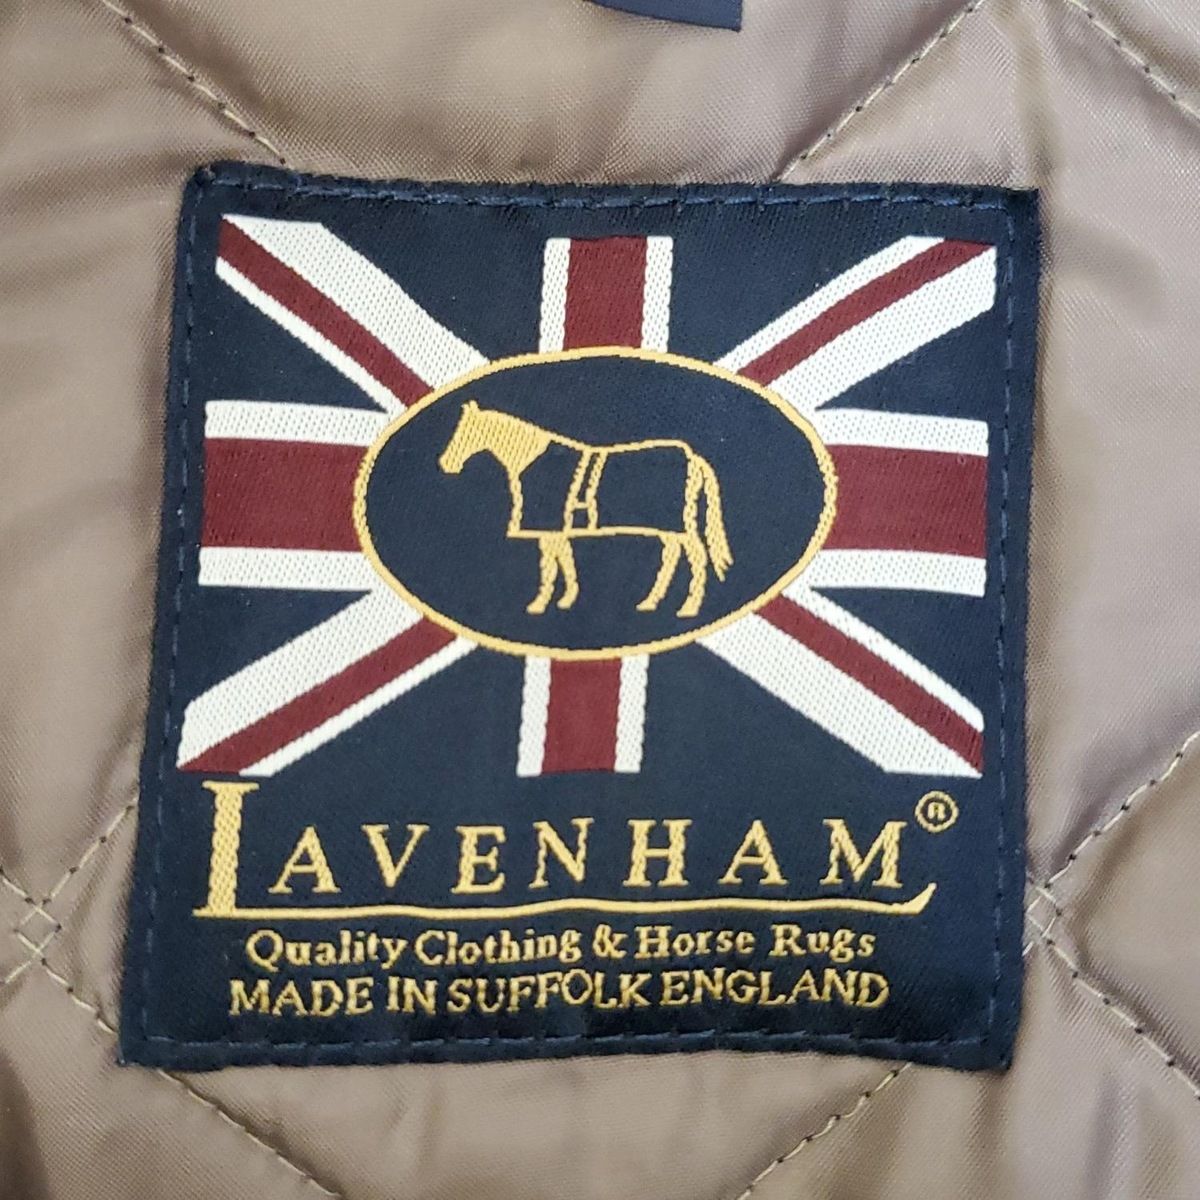 LAVENHAM®
Quality Clothing & Horse Rugs
MADE IN SUFFOLK ENGLAND